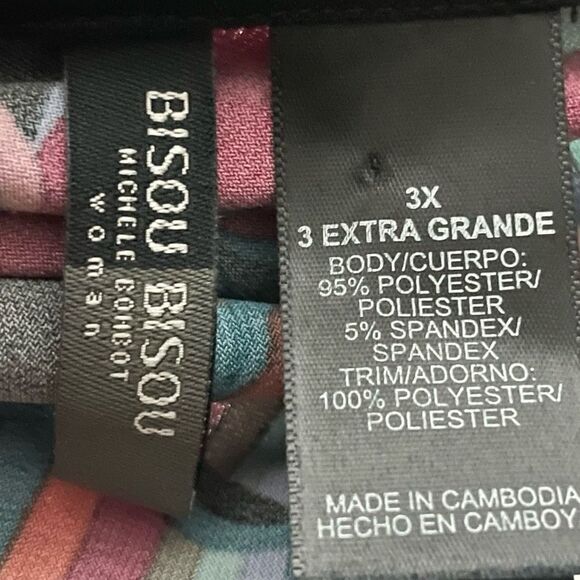 BISOU BISOU
MICHELE BOHBOT
woman
3X
3 EXTRA GRANDE
BODY/CUERPO:
95% POLYESTER/
POLIESTER
5% SPANDEX/
SPANDEX
TRIM/ADORNO:
100% POLYESTER/
POLIESTER
MADE IN CAMBODIA
HECHO EN CAMBOY